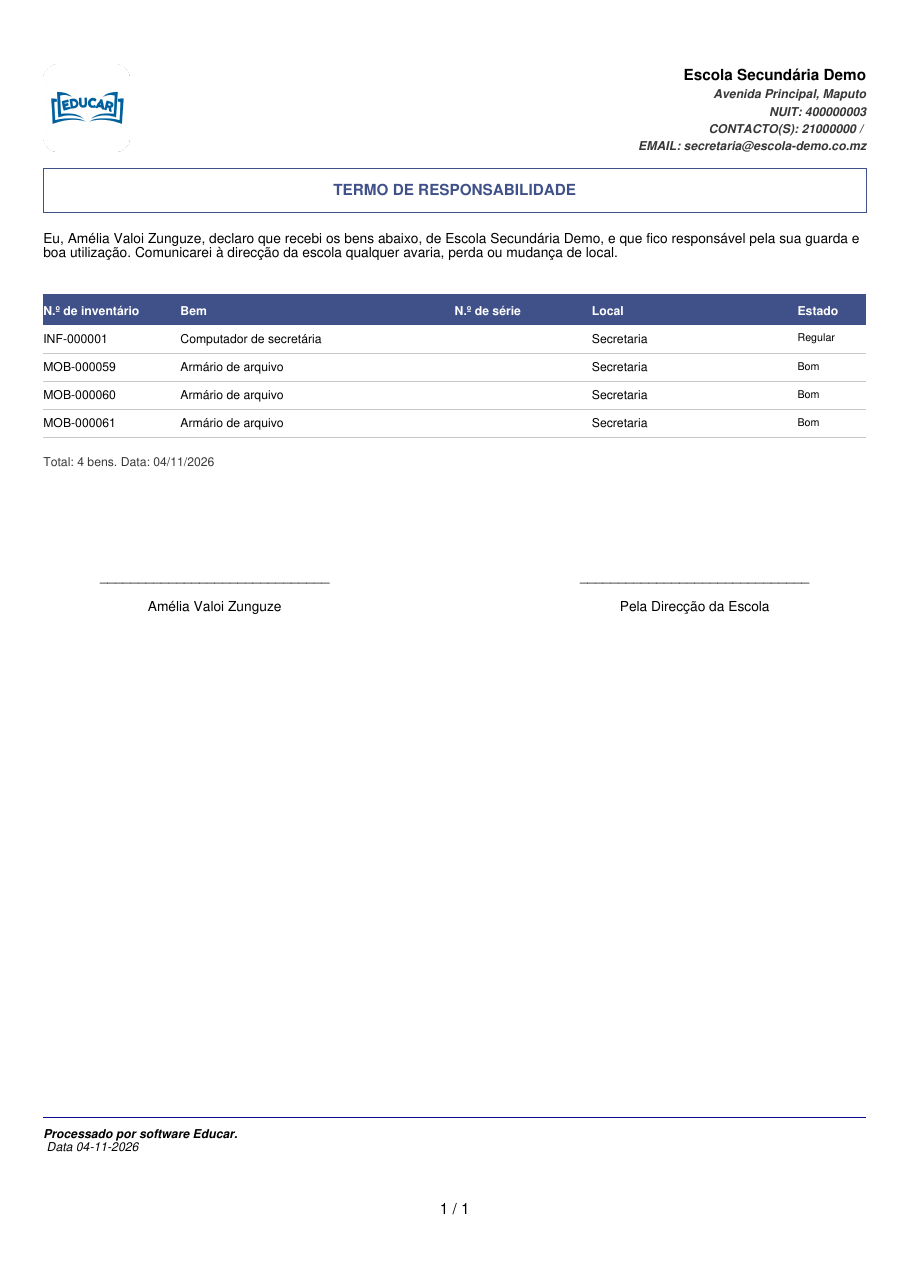 EDUCAR
Escola Secundária Demo
Avenida Principal, Maputo
NUIT: 400000003
CONTACTO(S): 21000000 /
EMAIL: secretaria@escola-demo.co.mz
TERMO DE RESPONSABILIDADE
Eu, Amélia Valoi Zunguze, declaro que recebi os bens abaixo, de Escola Secundária Demo, e que fico responsável pela sua guarda e
boa utilização. Comunicarei à direcção da escola qualquer avaria, perda ou mudança de local.
N.º de inventário Bem N.º de série Local Estado
INF-000001 Computador de secretária Secretaria Regular
MOB-000059 Armário de arquivo Secretaria Bom
MOB-000060 Armário de arquivo Secretaria Bom
MOB-000061 Armário de arquivo Secretaria Bom
Total: 4 bens. Data: 04/11/2026
Amélia Valoi Zunguze Pela Direcção da Escola
Processado por software Educar.
Data 04-11-2026
1 / 1